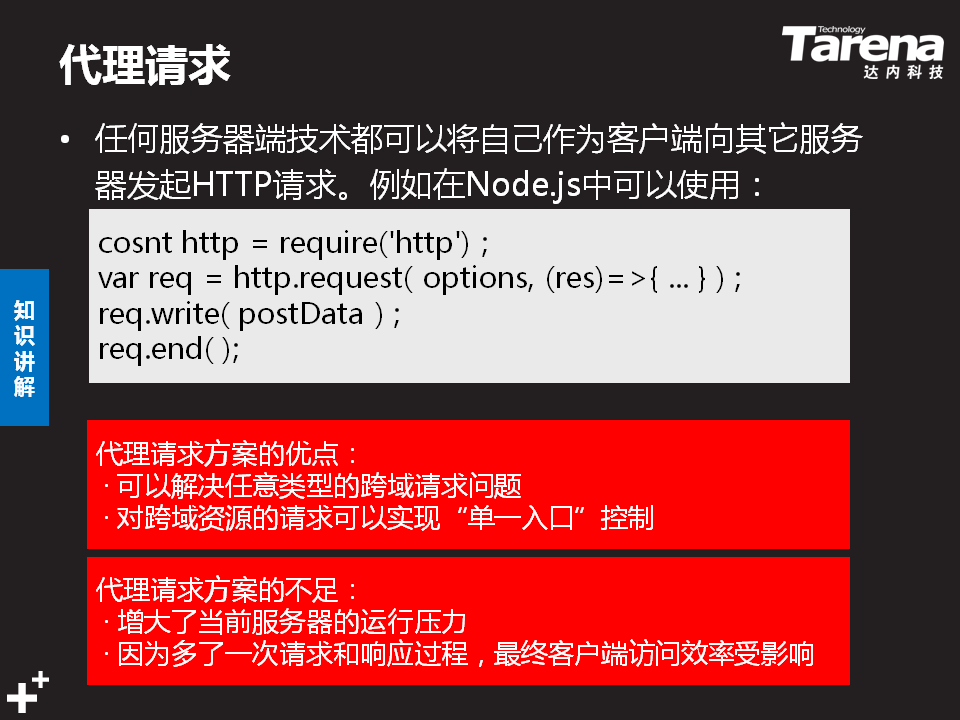 代理请求
Technology
Tarena
达内科技
• 任何服务器端技术都可以将自己作为客户端向其它服务
器发起HTTP请求。例如在Node.js中可以使用：
cosnt http = require('http') ;
var req = http.request( options, (res)=>{ ... } ) ;
req.write( postData ) ;
req.end( );
知识讲解
代理请求方案的优点：
· 可以解决任意类型的跨域请求问题
· 对跨域资源的请求可以实现“单一入口”控制
代理请求方案的不足：
· 增大了当前服务器的运行压力
· 因为多了一次请求和响应过程，最终客户端访问效率受影响